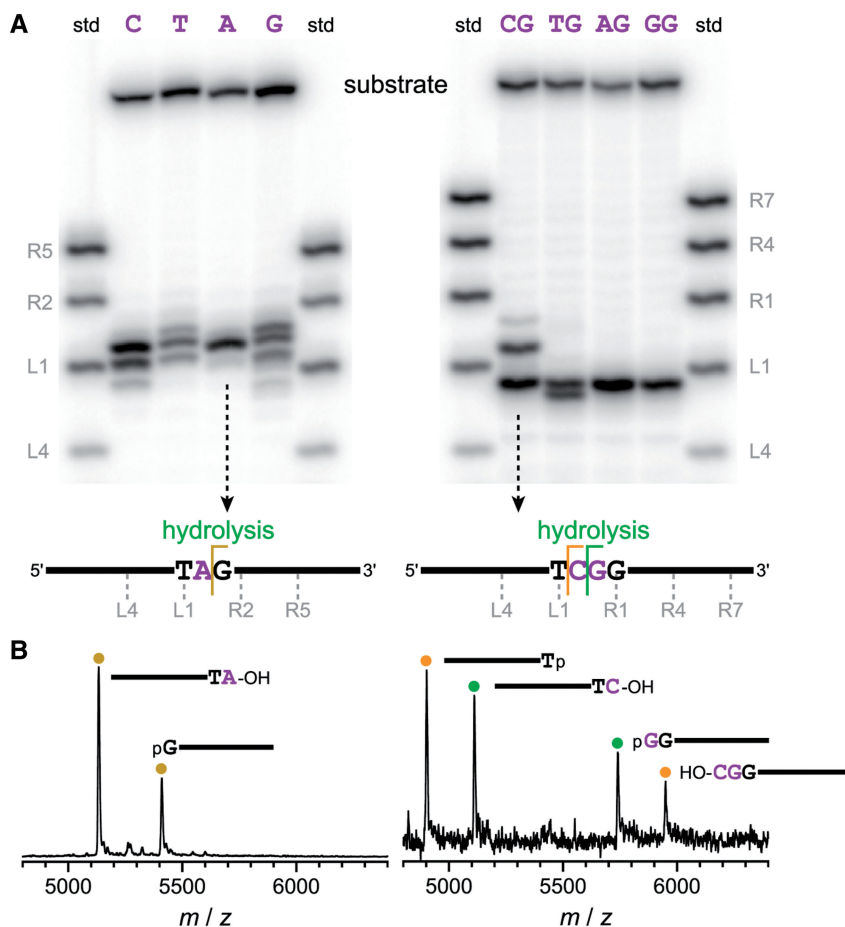 A
std C T A G std
CG TG AG GG
std std
substrate
R5
R2
L1
L4
R7
R4
R1
L1
L4
hydrolysis
5' TAG 3'
L4 L1 R2 R5
hydrolysis
5' TCGG 3'
L4 L1 R1 R4 R7
B
TA-OH
pG
5000 5500 6000
m / z
Tp
TC-OH
pGG
HO-CGG
5000 5500 6000
m / z